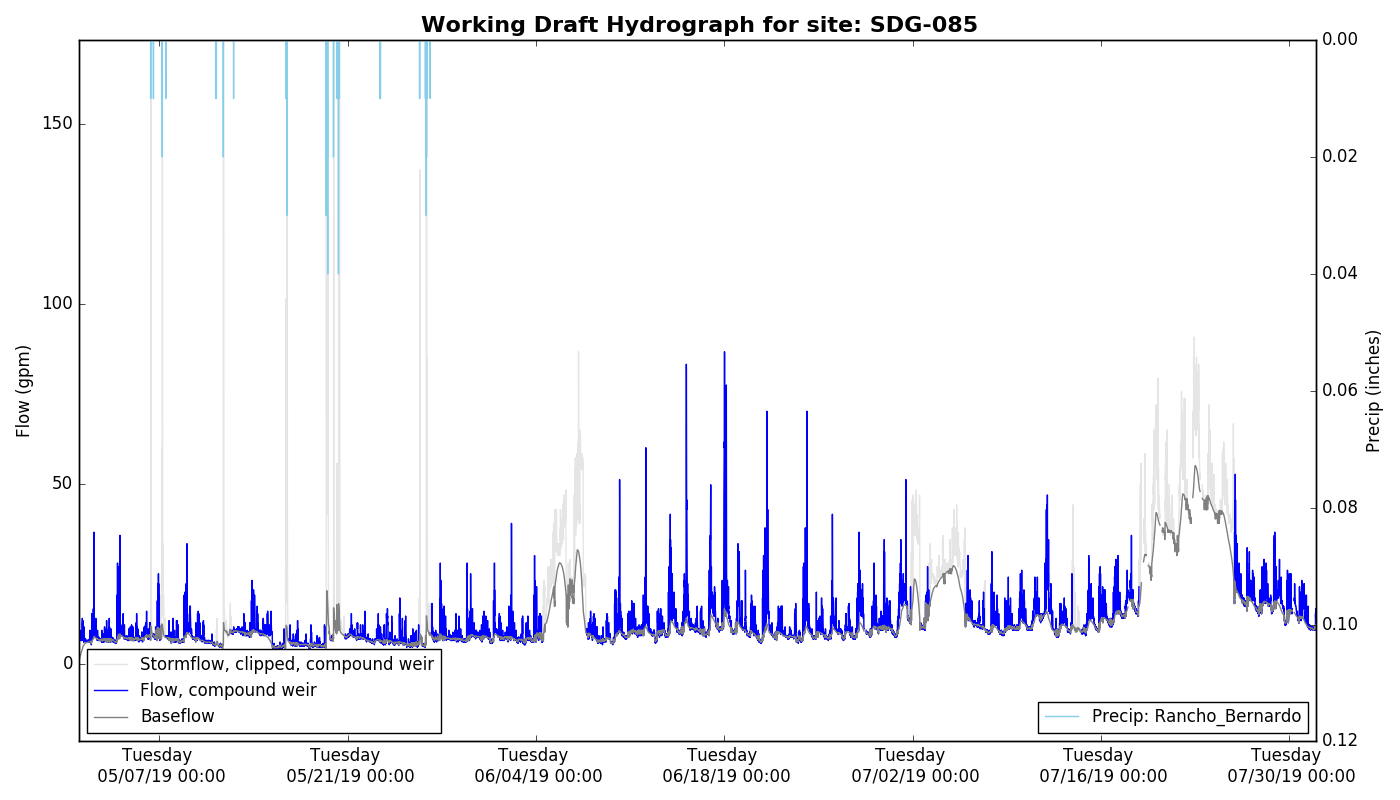 Working Draft Hydrograph for site: SDG-085
150
100
50
0
Flow (gpm)
0.00
0.02
0.04
0.06
0.08
0.10
0.12
Precip (inches)
Stormflow, clipped, compound weir
Flow, compound weir
Baseflow
Precip: Rancho_Bernardo
Tuesday
05/07/19 00:00
Tuesday
05/21/19 00:00
Tuesday
06/04/19 00:00
Tuesday
06/18/19 00:00
Tuesday
07/02/19 00:00
Tuesday
07/16/19 00:00
Tuesday
07/30/19 00:00